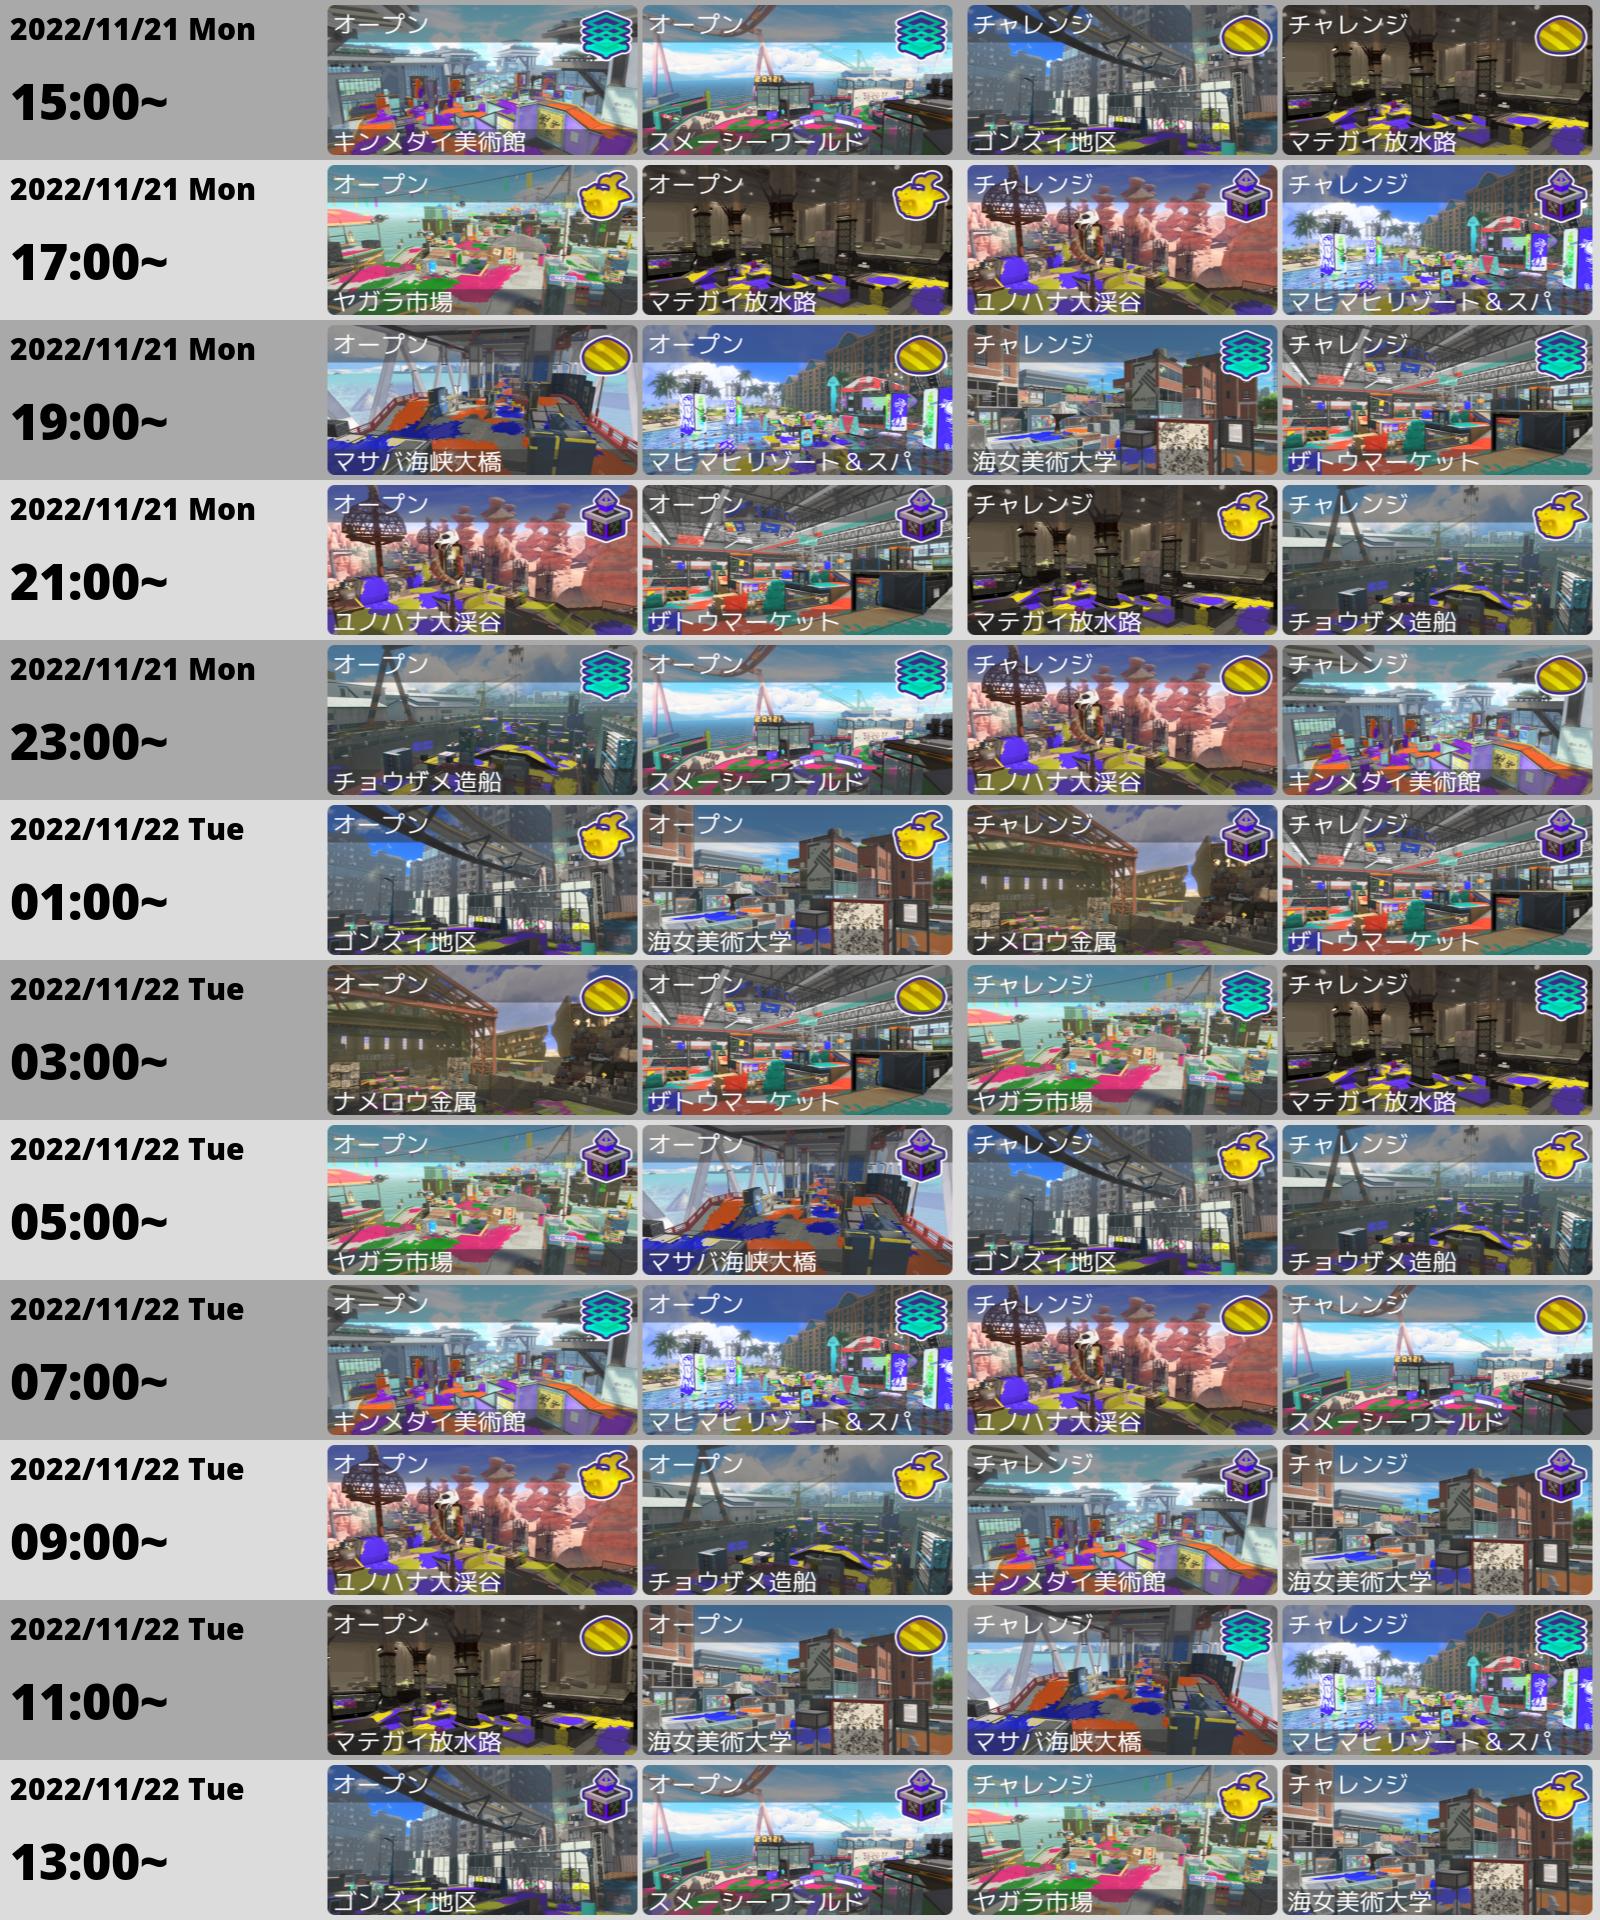 2022/11/21 Mon
15:00~
オープン
キンメダイ美術館
オープン
スメーシーワールド
チャレンジ
ゴンズイ地区
チャレンジ
マテガイ放水路
2022/11/21 Mon
17:00~
オープン
ヤガラ市場
オープン
マテガイ放水路
チャレンジ
ユノハナ大渓谷
チャレンジ
マヒマヒリゾート＆スパ
2022/11/21 Mon
19:00~
オープン
マサバ海峡大橋
オープン
マヒマヒリゾート＆スパ
チャレンジ
海女美術大学
チャレンジ
ザトウマーケット
2022/11/21 Mon
21:00~
オープン
ユノハナ大渓谷
オープン
ザトウマーケット
チャレンジ
マテガイ放水路
チャレンジ
チョウザメ造船
2022/11/21 Mon
23:00~
オープン
チョウザメ造船
オープン
スメーシーワールド
チャレンジ
ユノハナ大渓谷
チャレンジ
キンメダイ美術館
2022/11/22 Tue
01:00~
オープン
ゴンズイ地区
オープン
海女美術大学
チャレンジ
ナメロウ金属
チャレンジ
ザトウマーケット
2022/11/22 Tue
03:00~
オープン
ナメロウ金属
オープン
ザトウマーケット
チャレンジ
ヤガラ市場
チャレンジ
マテガイ放水路
2022/11/22 Tue
05:00~
オープン
ヤガラ市場
オープン
マサバ海峡大橋
チャレンジ
ゴンズイ地区
チャレンジ
チョウザメ造船
2022/11/22 Tue
07:00~
オープン
キンメダイ美術館
オープン
マヒマヒリゾート＆スパ
チャレンジ
ユノハナ大渓谷
チャレンジ
スメーシーワールド
2022/11/22 Tue
09:00~
オープン
ユノハナ大渓谷
オープン
チョウザメ造船
チャレンジ
キンメダイ美術館
チャレンジ
海女美術大学
2022/11/22 Tue
11:00~
オープン
マテガイ放水路
オープン
海女美術大学
チャレンジ
マサバ海峡大橋
チャレンジ
マヒマヒリゾート＆スパ
2022/11/22 Tue
13:00~
オープン
ゴンズイ地区
オープン
スメーシーワールド
チャレンジ
ヤガラ市場
チャレンジ
海女美術大学